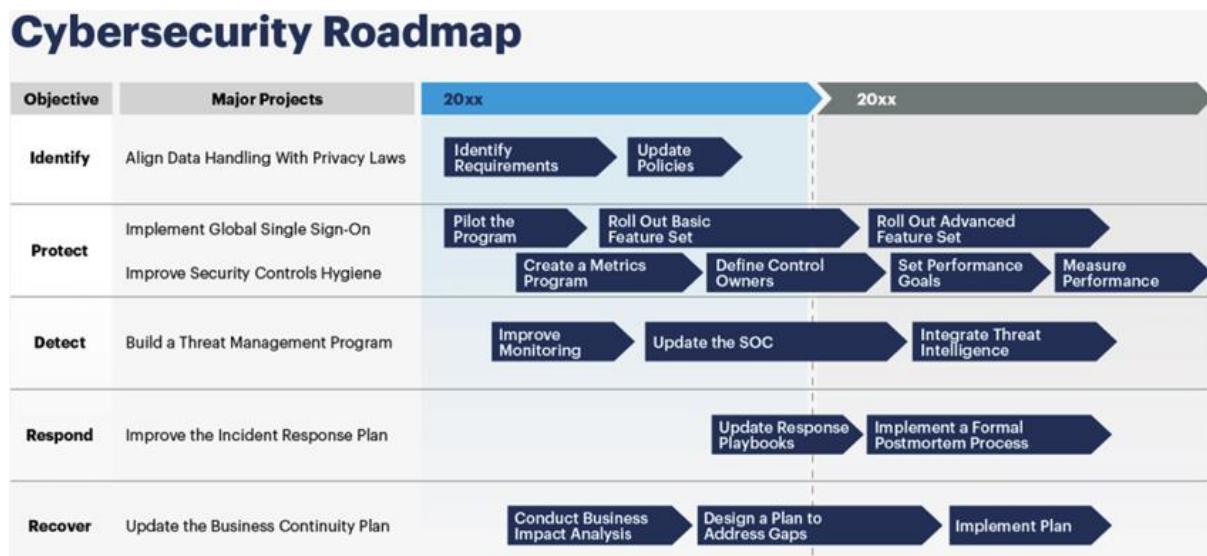 Cybersecurity Roadmap
Objective
Major Projects
20xx
20xx
Identify
Align Data Handling With Privacy Laws
Identify
Requirements
Update
Policies
Protect
Implement Global Single Sign-On
Pilot the
Program
Roll Out Basic
Feature Set
Roll Out Advanced
Feature Set
Improve Security Controls Hygiene
Create a Metrics
Program
Define Control
Owners
Set Performance
Goals
Measure
Performance
Detect
Build a Threat Management Program
Improve
Monitoring
Update the SOC
Integrate Threat
Intelligence
Respond
Improve the Incident Response Plan
Update Response
Playbooks
Implement a Formal
Postmortem Process
Recover
Update the Business Continuity Plan
Conduct Business
Impact Analysis
Design a Plan to
Address Gaps
Implement Plan